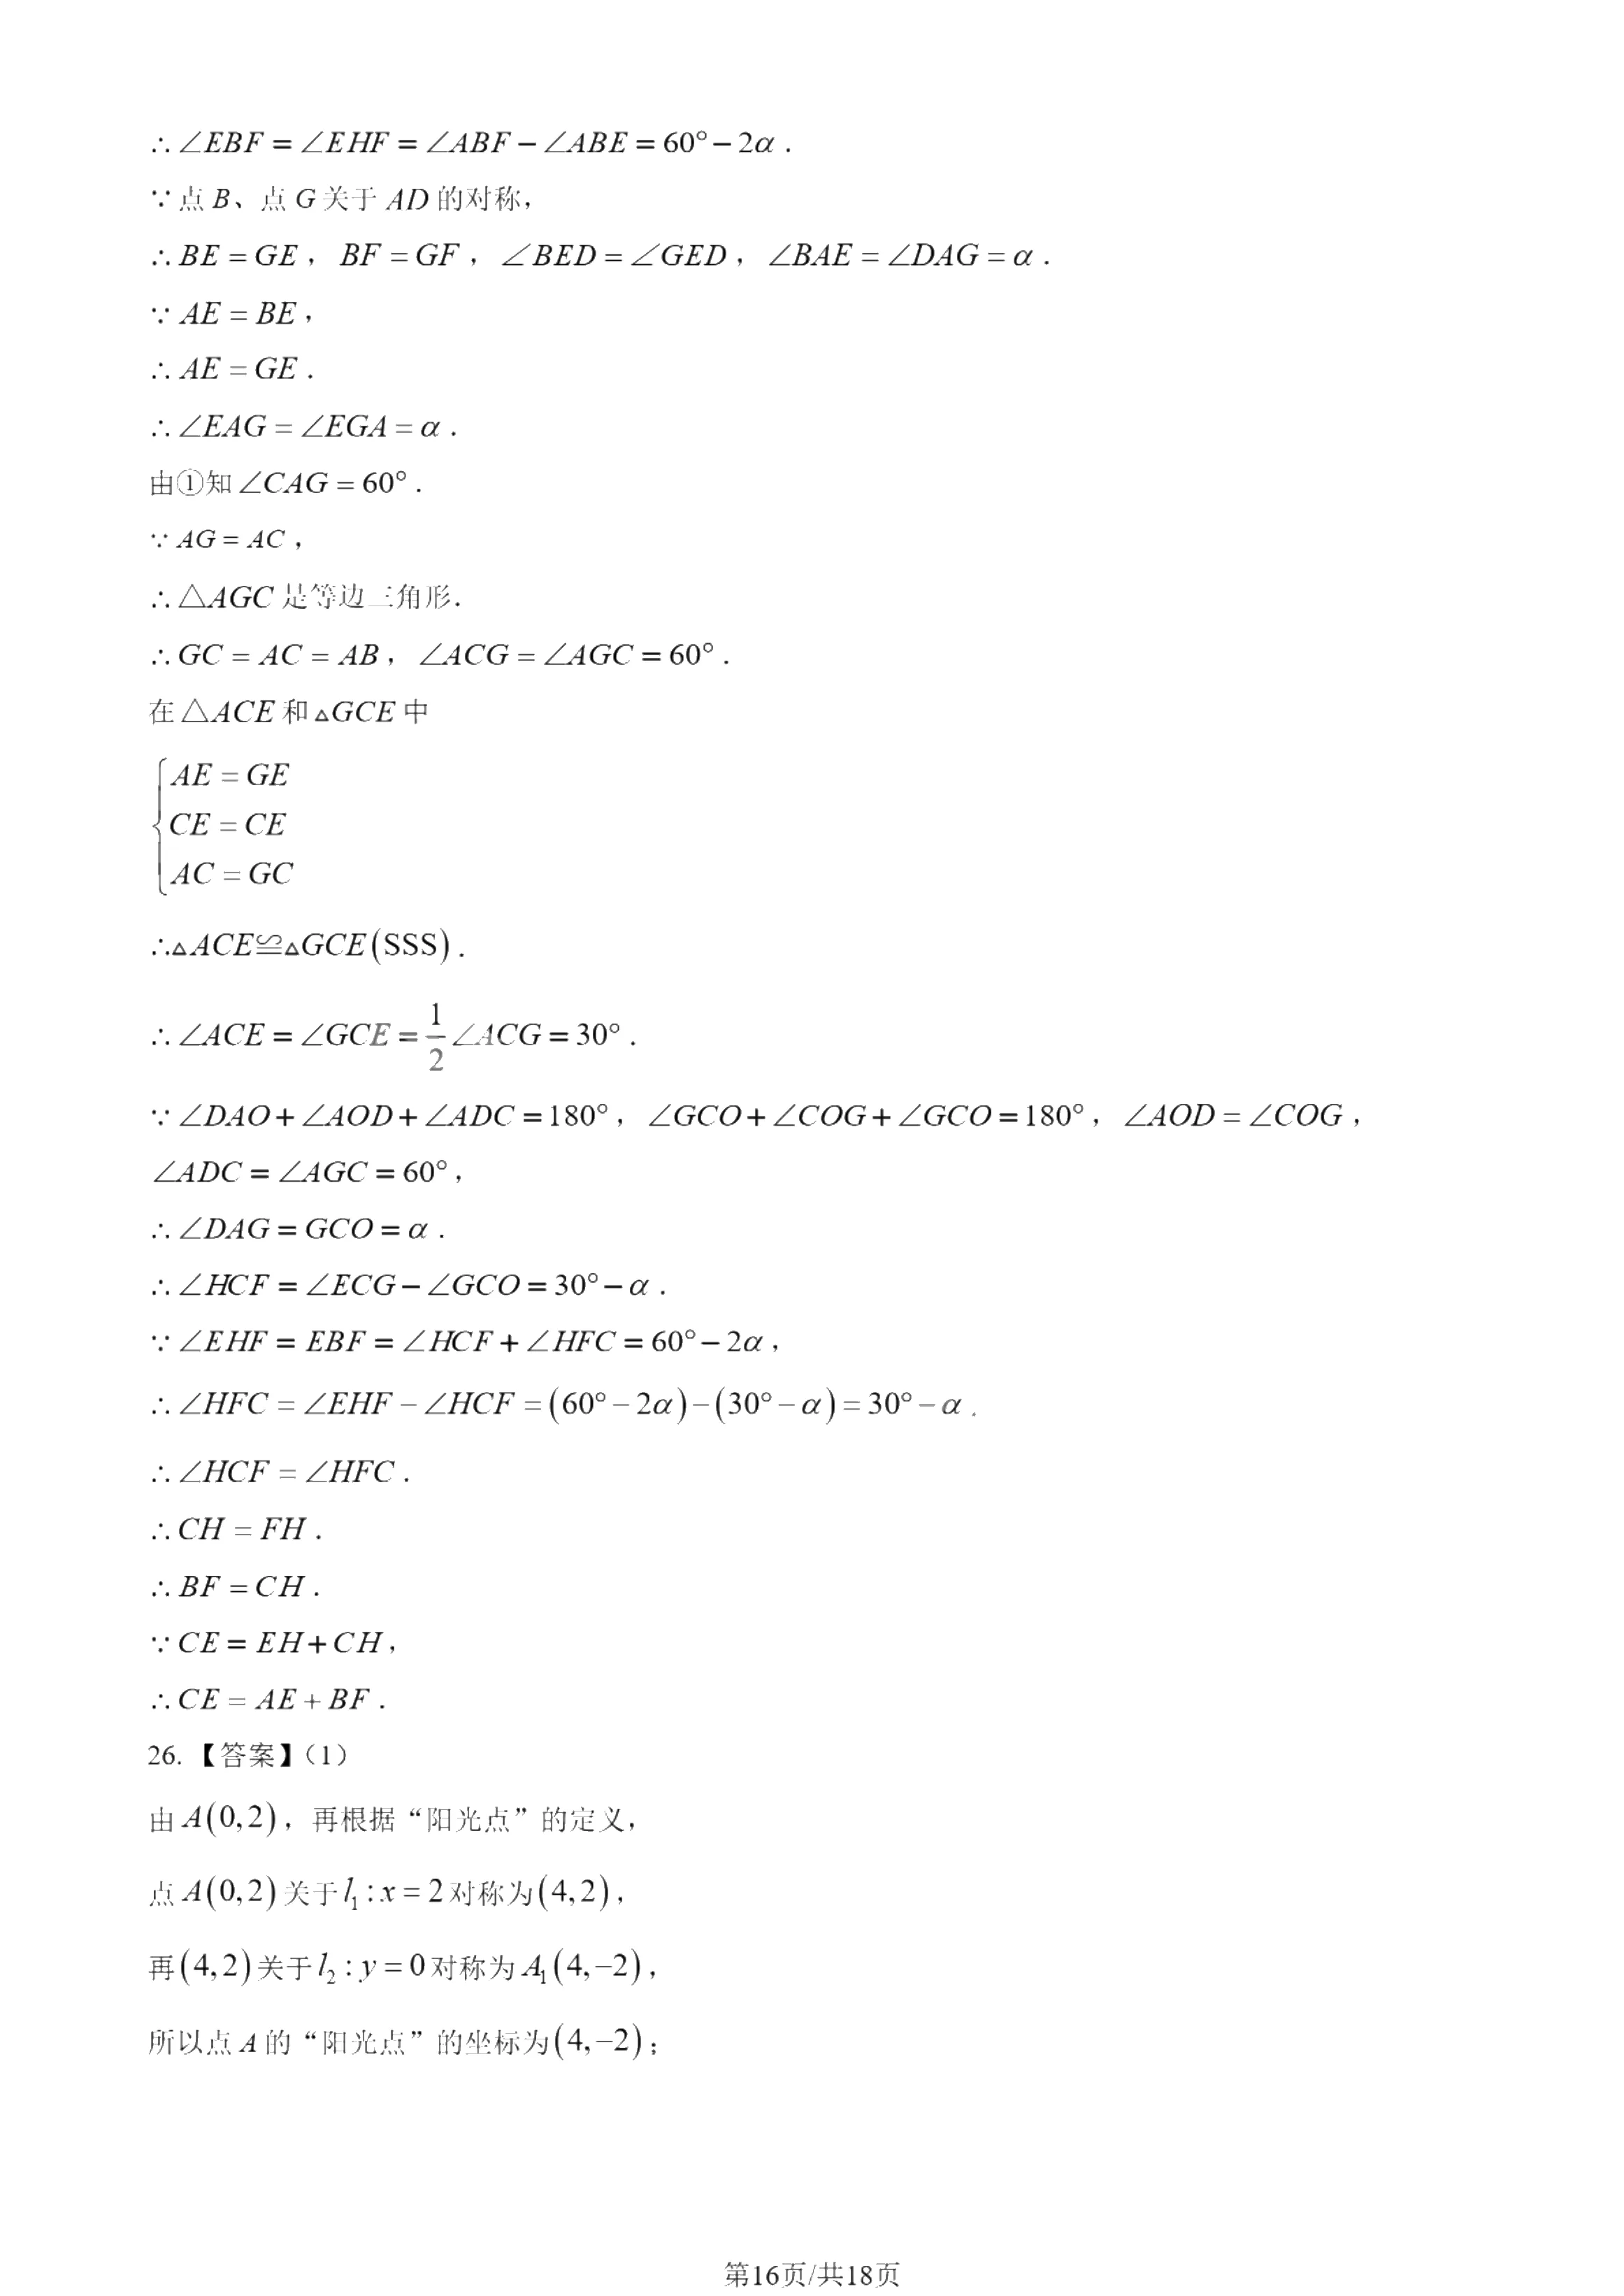 ∴∠EBF = ∠EHF = ∠ABF − ∠ABE = 60° − 2α .
∵点 B、点 G 关于 AD 的对称，
∴BE = GE ， BF = GF ， ∠BED = ∠GED ， ∠BAE = ∠DAG = α .
∵ AE = BE ，
∴ AE = GE .
∴∠EAG = ∠EGA = α .
由①知∠CAG = 60° .
∵ AG = AC ，
∴△AGC 是等边三角形.
∴GC = AC = AB ， ∠ACG = ∠AGC = 60° .
在△ACE 和△GCE 中
AE = GE
CE = CE
AC = GC
∴△ACE≌△GCE(SSS) .
∴∠ACE = ∠GCE = 1/2 ∠ACG = 30° .
∵∠DAO + ∠AOD + ∠ADC = 180° ， ∠GCO + ∠COG + ∠GCO = 180° ， ∠AOD = ∠COG ，
∠ADC = ∠AGC = 60° ，
∴∠DAG = GCO = α .
∴∠HCF = ∠ECG − ∠GCO = 30° − α .
∵∠EHF = EBF = ∠HCF + ∠HFC = 60° − 2α ，
∴∠HFC = ∠EHF − ∠HCF = (60° − 2α) − (30° − α) = 30° − α .
∴∠HCF = ∠HFC .
∴CH = FH .
∴BF = CH .
∵CE = EH + CH ，
∴CE = AE + BF .
26. 【答案】（1）
由 A(0,2) ，再根据“阳光点”的定义，
点 A(0,2) 关于 l₁ : x = 2 对称为 (4,2) ，
再 (4,2) 关于 l₂ : y = 0 对称为 A₁(4,−2) ，
所以点 A 的“阳光点”的坐标为 (4,−2) ；
第16页/共18页